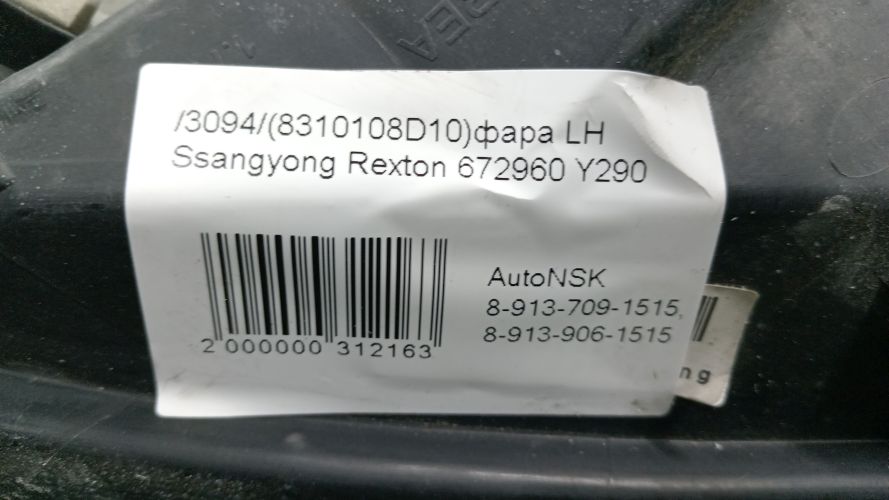 REA
/3094/(8310108D10)фара LH
Ssangyong Rexton 672960 Y290
2 000000 312163
AutoNSK
8-913-709-1515,
8-913-906-1515
ng